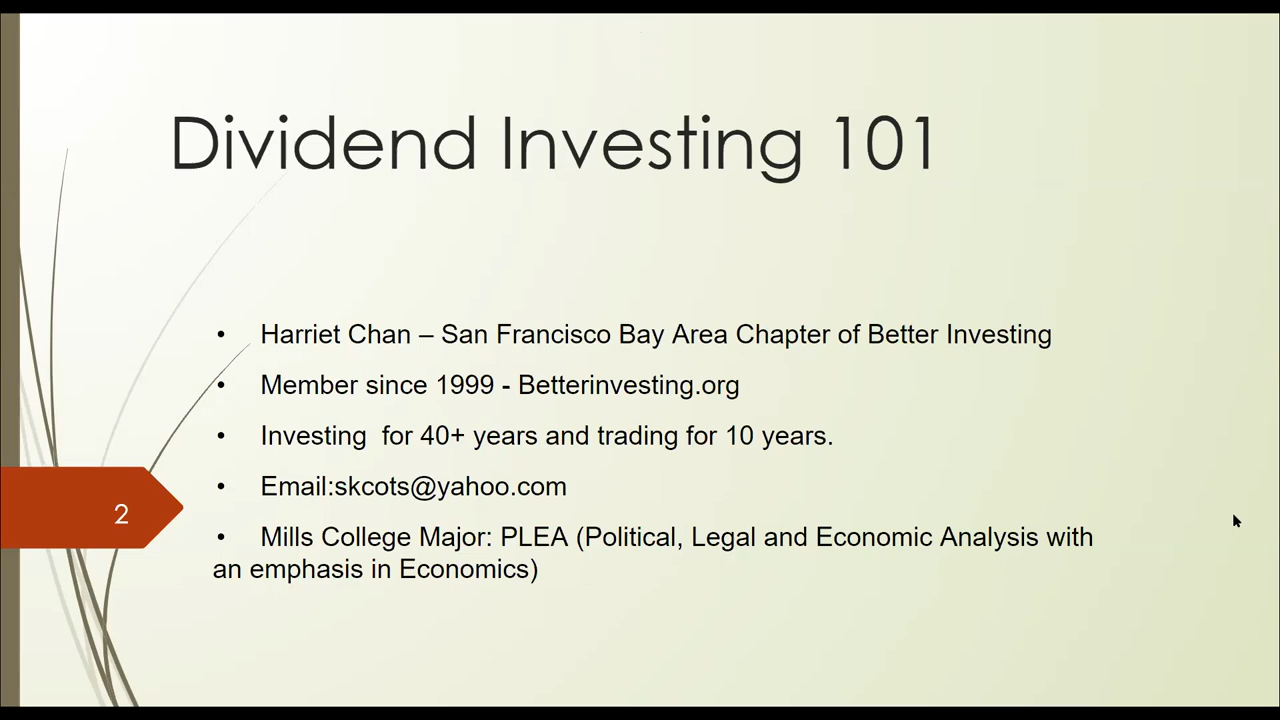 Dividend Investing 101
• Harriet Chan – San Francisco Bay Area Chapter of Better Investing
• Member since 1999 - Betterinvesting.org
• Investing  for 40+ years and trading for 10 years.
• Email:skcots@yahoo.com
2
• Mills College Major: PLEA (Political, Legal and Economic Analysis with
an emphasis in Economics)